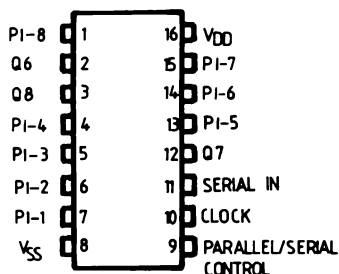 PI-8 1 16 VDD
Q6 2 15 PI-7
Q8 3 14 PI-6
PI-4 4 13 PI-5
PI-3 5 12 Q7
PI-2 6 11 SERIAL IN
PI-1 7 10 CLOCK
VSS 8 9 PARALLEL/SERIAL
CONTROL